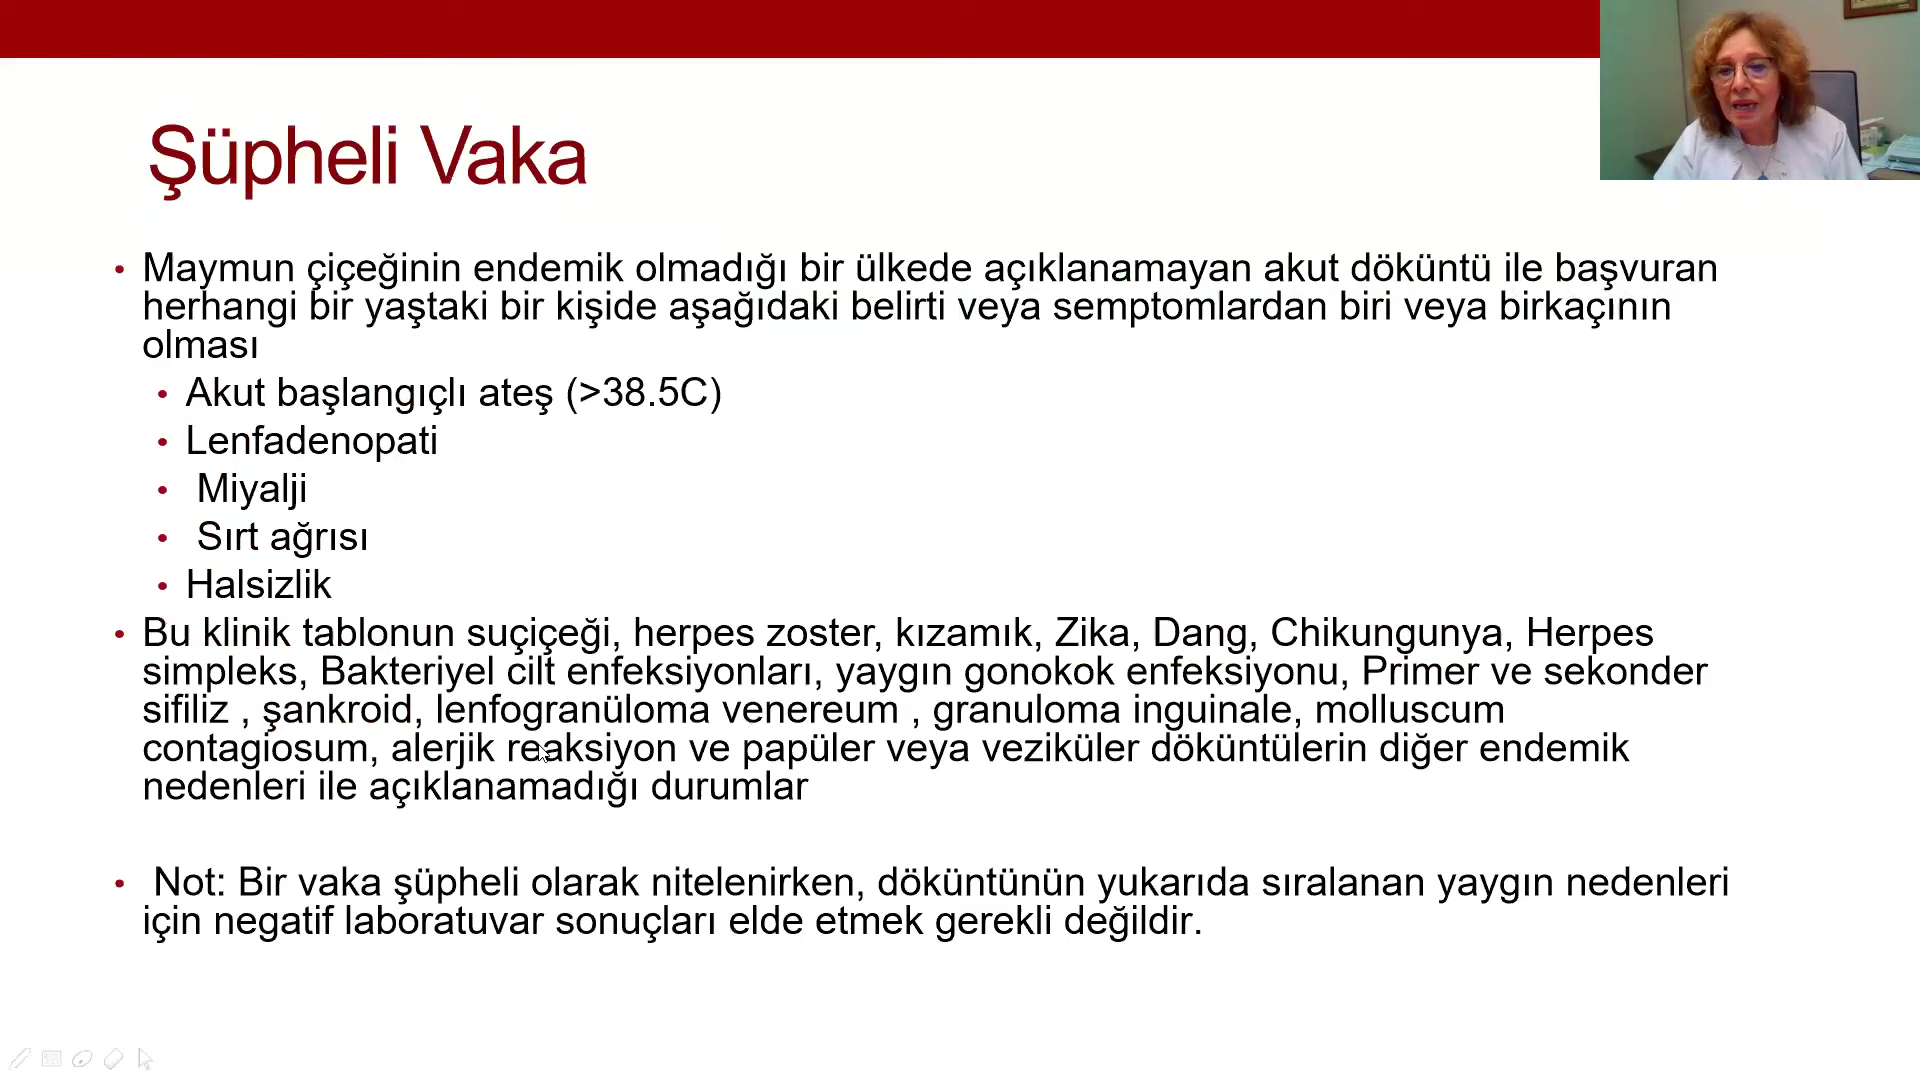 Şüpheli Vaka
• Maymun çiçeğinin endemik olmadığı bir ülkede açıklanamayan akut döküntü ile başvuran
herhangi bir yaştaki bir kişide aşağıdaki belirti veya semptomlardan biri veya birkaçının
olması
• Akut başlangıçlı ateş (>38.5C)
• Lenfadenopati
• Miyalji
• Sırt ağrısı
• Halsizlik
• Bu klinik tablonun suçiçeği, herpes zoster, kızamık, Zika, Dang, Chikungunya, Herpes
simpleks, Bakteriyel cilt enfeksiyonları, yaygın gonokok enfeksiyonu, Primer ve sekonder
sifiliz , şankroid, lenfogranüloma venereum , granuloma inguinale, molluscum
contagiosum, alerjik reaksiyon ve papüler veya veziküler döküntülerin diğer endemik
nedenleri ile açıklanamadığı durumlar
• Not: Bir vaka şüpheli olarak nitelenirken, döküntünün yukarıda sıralanan yaygın nedenleri
için negatif laboratuvar sonuçları elde etmek gerekli değildir.